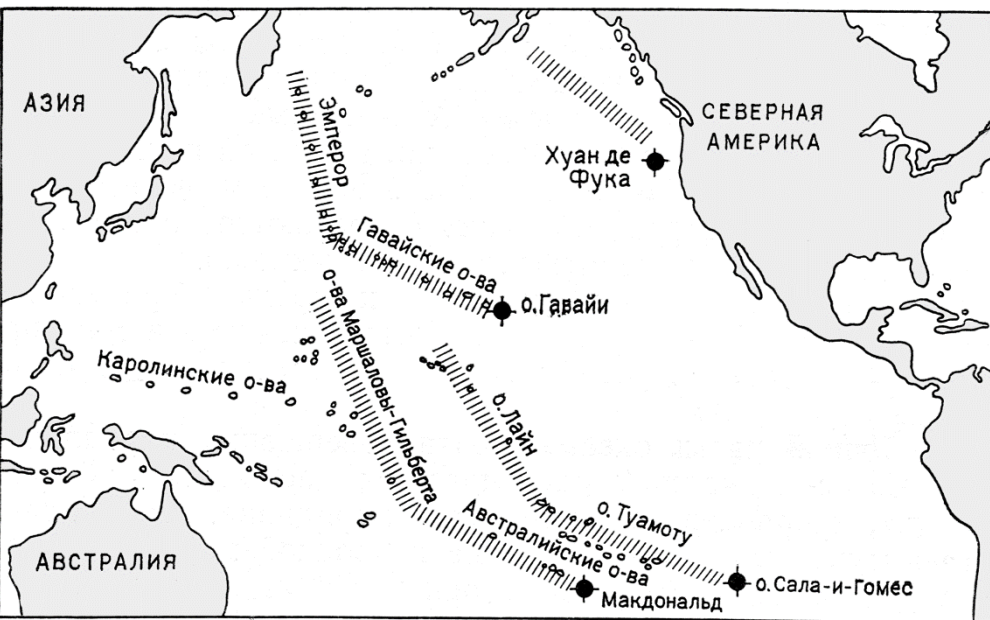 АЗИЯ
СЕВЕРНАЯ
АМЕРИКА
Эмперор
Хуан де
Фука
Гавайские о-ва
о. Гавайи
о-ва Маршаловы-Гильберта
Каролинские о-ва
о. Лайн
о. Туамоту
Австралийские о-ва
АВСТРАЛИЯ
о. Сала-и-Гомес
Макдональд